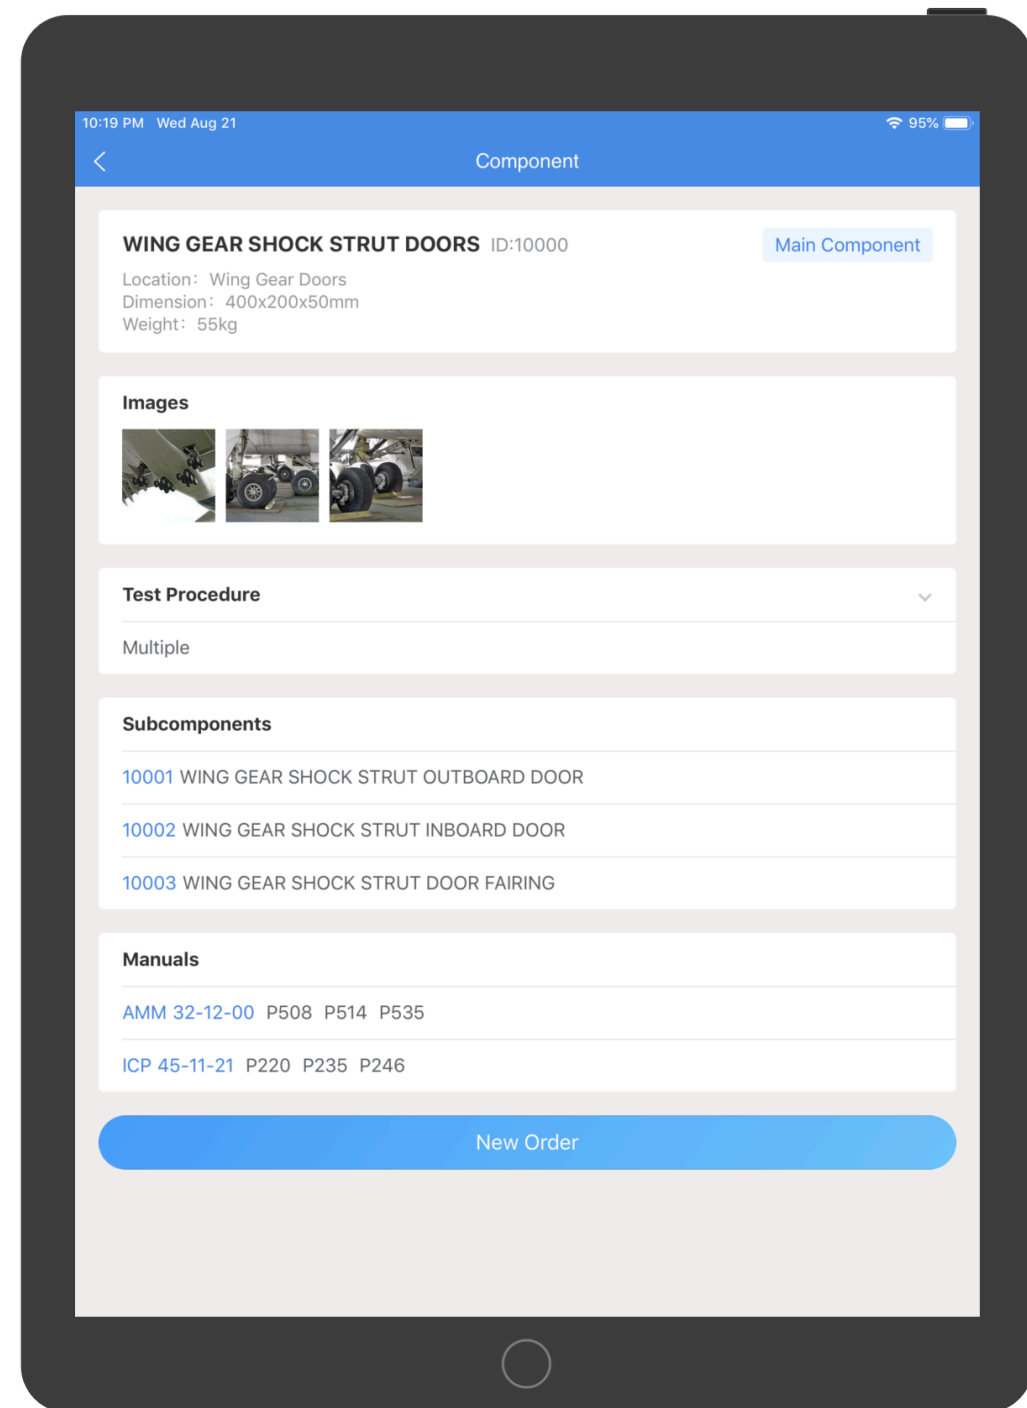 10:19 PM Wed Aug 21 95%
Component
WING GEAR SHOCK STRUT DOORS ID:10000 Main Component
Location: Wing Gear Doors
Dimension: 400x200x50mm
Weight: 55kg
Images
Test Procedure
Multiple
Subcomponents
10001 WING GEAR SHOCK STRUT OUTBOARD DOOR
10002 WING GEAR SHOCK STRUT INBOARD DOOR
10003 WING GEAR SHOCK STRUT DOOR FAIRING
Manuals
AMM 32-12-00 P508 P514 P535
ICP 45-11-21 P220 P235 P246
New Order